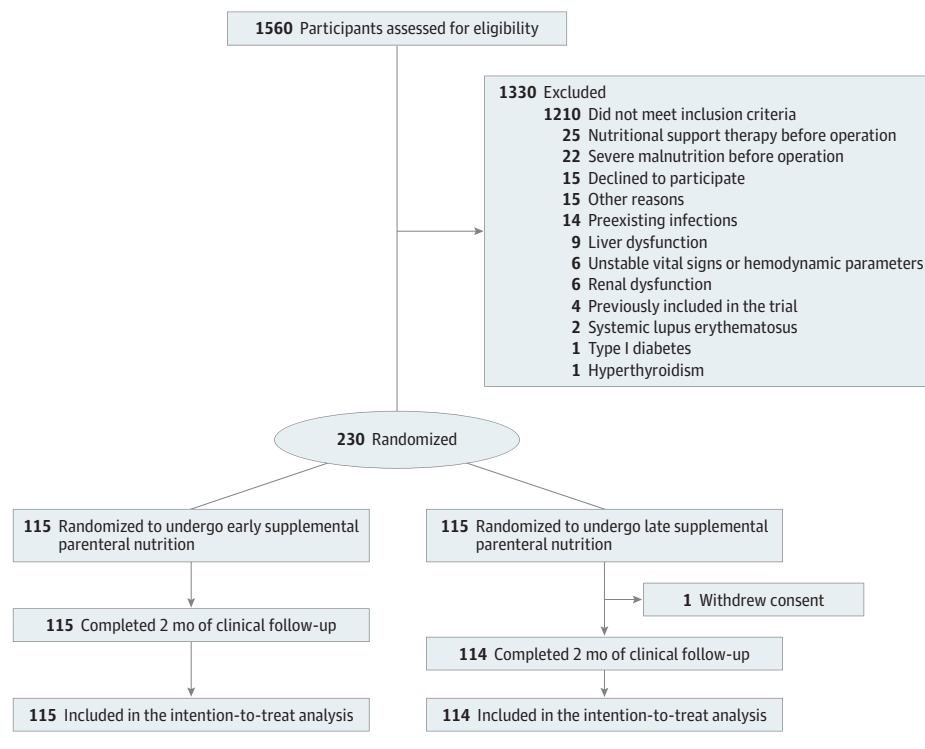 1560 Participants assessed for eligibility
1330 Excluded
1210 Did not meet inclusion criteria
25 Nutritional support therapy before operation
22 Severe malnutrition before operation
15 Declined to participate
15 Other reasons
14 Preexisting infections
9 Liver dysfunction
6 Unstable vital signs or hemodynamic parameters
6 Renal dysfunction
4 Previously included in the trial
2 Systemic lupus erythematosus
1 Type I diabetes
1 Hyperthyroidism
230 Randomized
115 Randomized to undergo early supplemental
parenteral nutrition
115 Randomized to undergo late supplemental
parenteral nutrition
1 Withdrew consent
115 Completed 2 mo of clinical follow-up
114 Completed 2 mo of clinical follow-up
115 Included in the intention-to-treat analysis
114 Included in the intention-to-treat analysis